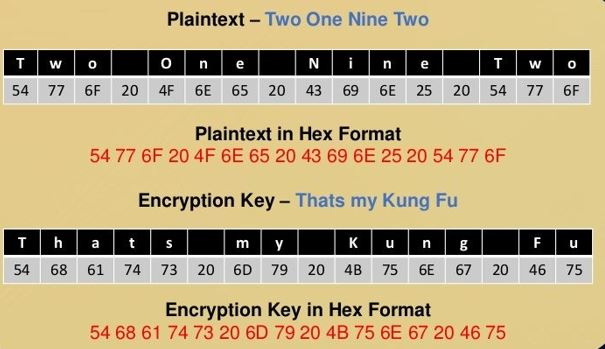 Plaintext – Two One Nine Two
T w o O n e N i n e T w o
54 77 6F 20 4F 6E 65 20 43 69 6E 25 20 54 77 6F
Plaintext in Hex Format
54 77 6F 20 4F 6E 65 20 43 69 6E 25 20 54 77 6F
Encryption Key – Thats my Kung Fu
T h a t s m y K u n g F u
54 68 61 74 73 20 6D 79 20 4B 75 6E 67 20 46 75
Encryption Key in Hex Format
54 68 61 74 73 20 6D 79 20 4B 75 6E 67 20 46 75